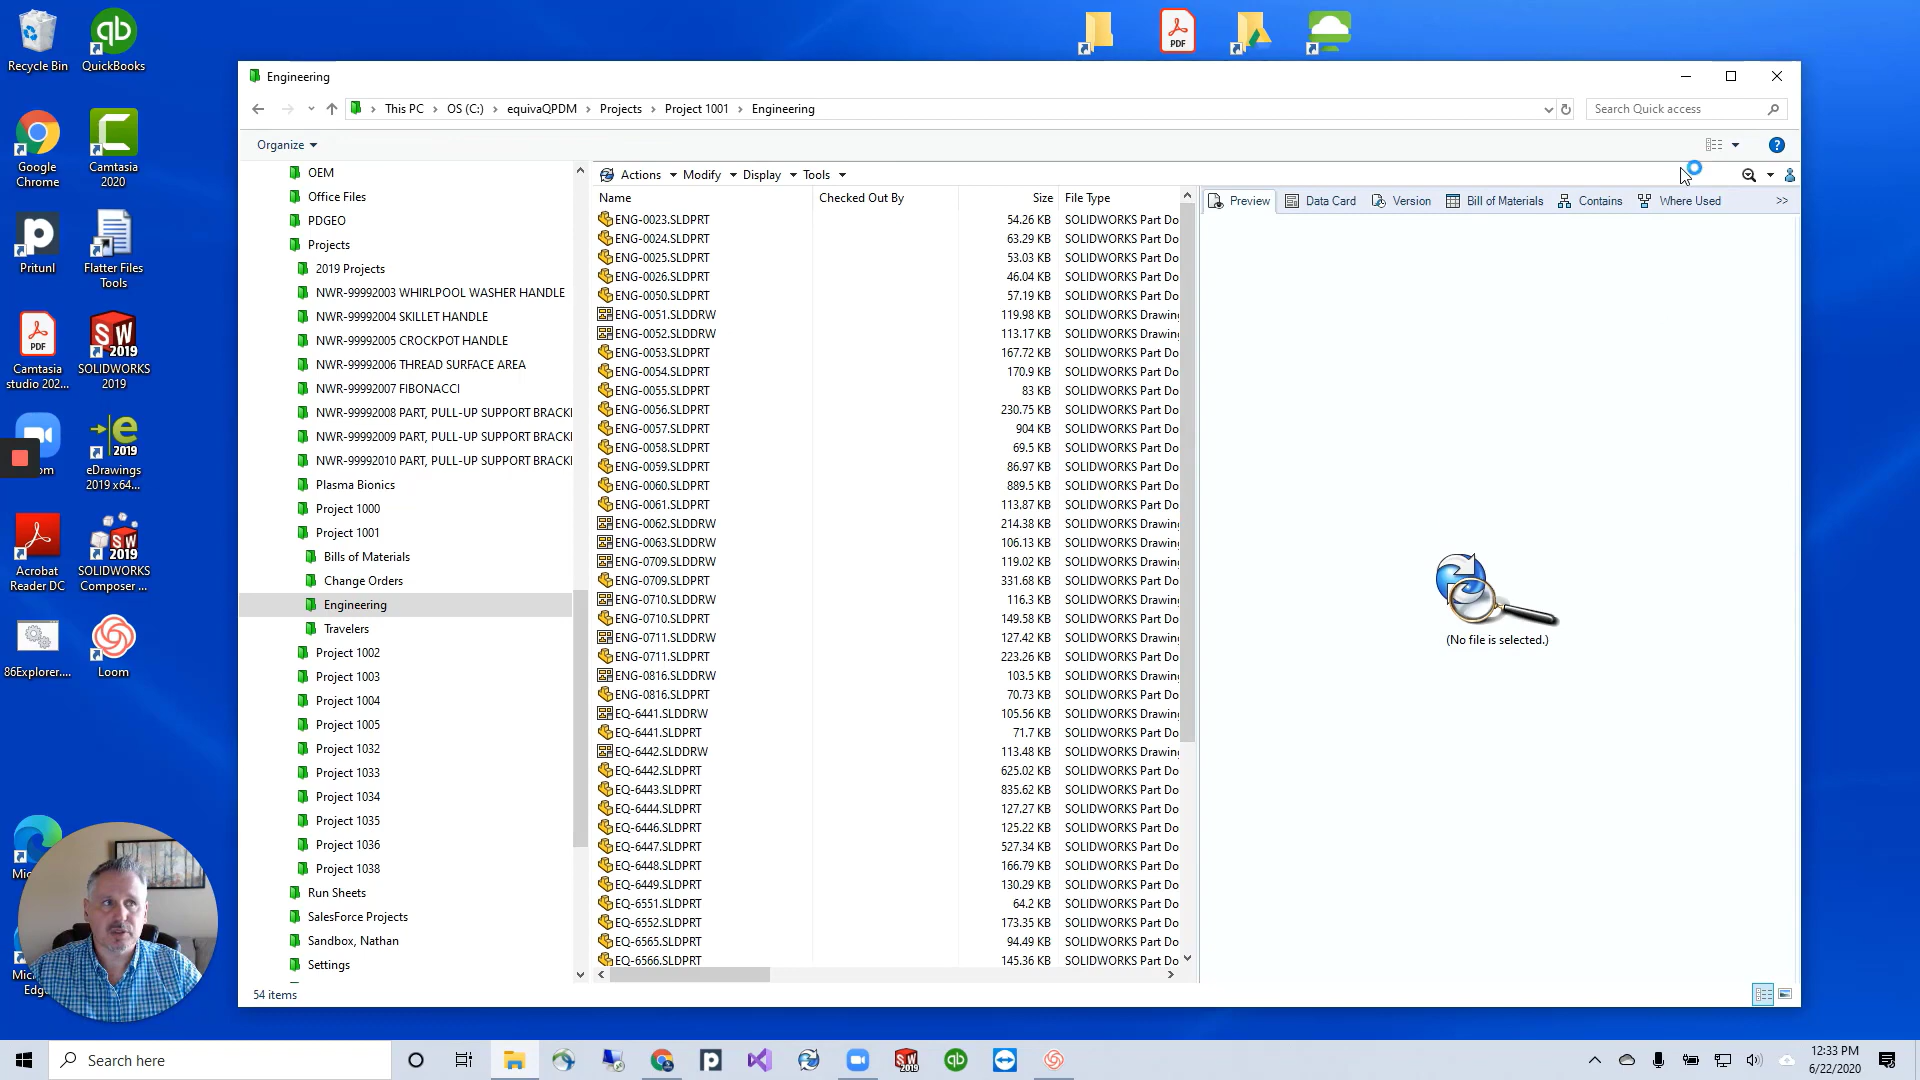 Recycle Bin
QuickBooks
Google
Chrome
Camtasia
2020
Pritunl
Flatter Files
Tools
PDF
Camtasia
studio 202...
SW
2019
SOLIDWORKS
2019
2019
eDrawings
2019 x64...
Acrobat
Reader DC
2019
SOLIDWORKS
Composer ...
86Explorer....
Loom
PDF
Engineering
This PC > OS (C:) > equivaQPDM > Projects > Project 1001 > Engineering
Search Quick access
Organize
OEM
Office Files
PDGEO
Projects
2019 Projects
NWR-99992003 WHIRLPOOL WASHER HANDLE
NWR-99992004 SKILLET HANDLE
NWR-99992005 CROCKPOT HANDLE
NWR-99992006 THREAD SURFACE AREA
NWR-99992007 FIBONACCI
NWR-99992008 PART, PULL-UP SUPPORT BRACK
NWR-99992009 PART, PULL-UP SUPPORT BRACK
NWR-99992010 PART, PULL-UP SUPPORT BRACK
Plasma Bionics
Project 1000
Project 1001
Bills of Materials
Change Orders
Engineering
Travelers
Project 1002
Project 1003
Project 1004
Project 1005
Project 1032
Project 1033
Project 1034
Project 1035
Project 1036
Project 1038
Run Sheets
SalesForce Projects
Sandbox, Nathan
Settings
54 items
Actions Modify Display Tools
Name Checked Out By Size File Type
ENG-0023.SLDPRT 54.26 KB SOLIDWORKS Part Do
ENG-0024.SLDPRT 63.29 KB SOLIDWORKS Part Do
ENG-0025.SLDPRT 53.03 KB SOLIDWORKS Part Do
ENG-0026.SLDPRT 46.04 KB SOLIDWORKS Part Do
ENG-0050.SLDPRT 57.19 KB SOLIDWORKS Part Do
ENG-0051.SLDDRW 119.98 KB SOLIDWORKS Drawing
ENG-0052.SLDDRW 113.17 KB SOLIDWORKS Drawing
ENG-0053.SLDPRT 167.72 KB SOLIDWORKS Part Do
ENG-0054.SLDPRT 170.9 KB SOLIDWORKS Part Do
ENG-0055.SLDPRT 83 KB SOLIDWORKS Part Do
ENG-0056.SLDPRT 230.75 KB SOLIDWORKS Part Do
ENG-0057.SLDPRT 904 KB SOLIDWORKS Part Do
ENG-0058.SLDPRT 69.5 KB SOLIDWORKS Part Do
ENG-0059.SLDPRT 86.97 KB SOLIDWORKS Part Do
ENG-0060.SLDPRT 889.5 KB SOLIDWORKS Part Do
ENG-0061.SLDPRT 113.87 KB SOLIDWORKS Part Do
ENG-0062.SLDDRW 214.38 KB SOLIDWORKS Drawing
ENG-0063.SLDDRW 106.13 KB SOLIDWORKS Drawing
ENG-0709.SLDDRW 119.02 KB SOLIDWORKS Drawing
ENG-0709.SLDPRT 331.68 KB SOLIDWORKS Part Do
ENG-0710.SLDDRW 116.3 KB SOLIDWORKS Drawing
ENG-0710.SLDPRT 149.58 KB SOLIDWORKS Part Do
ENG-0711.SLDDRW 127.42 KB SOLIDWORKS Drawing
ENG-0711.SLDPRT 223.26 KB SOLIDWORKS Part Do
ENG-0816.SLDDRW 103.5 KB SOLIDWORKS Drawing
ENG-0816.SLDPRT 70.73 KB SOLIDWORKS Part Do
EQ-6441.SLDDRW 105.56 KB SOLIDWORKS Drawing
EQ-6441.SLDPRT 71.7 KB SOLIDWORKS Part Do
EQ-6442.SLDDRW 113.48 KB SOLIDWORKS Drawing
EQ-6442.SLDPRT 625.02 KB SOLIDWORKS Part Do
EQ-6443.SLDPRT 835.62 KB SOLIDWORKS Part Do
EQ-6444.SLDPRT 127.27 KB SOLIDWORKS Part Do
EQ-6446.SLDPRT 125.22 KB SOLIDWORKS Part Do
EQ-6447.SLDPRT 527.34 KB SOLIDWORKS Part Do
EQ-6448.SLDPRT 166.79 KB SOLIDWORKS Part Do
EQ-6449.SLDPRT 130.29 KB SOLIDWORKS Part Do
EQ-6551.SLDPRT 64.2 KB SOLIDWORKS Part Do
EQ-6552.SLDPRT 173.35 KB SOLIDWORKS Part Do
EQ-6565.SLDPRT 94.49 KB SOLIDWORKS Part Do
EQ-6566.SLDPRT 145.36 KB SOLIDWORKS Part Do
Preview Data Card Version Bill of Materials Contains Where Used >>
(No file is selected.)
Search here
12:33 PM
6/22/2020